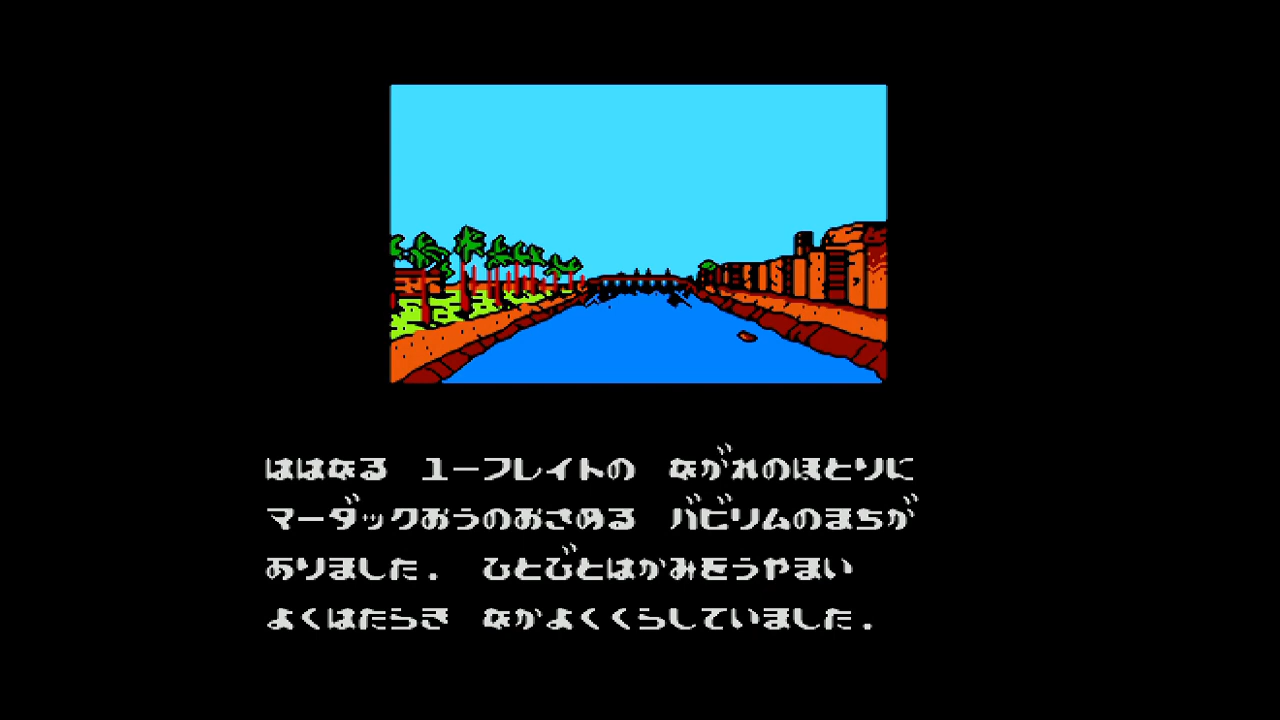 ははなる　ユーフレイトの　ながれのほとりに
マーダックおうのおさめる　バビリムのまちが
ありました．　ひとびとはかみをうやまい
よくはたらき　なかよくくらしていました．